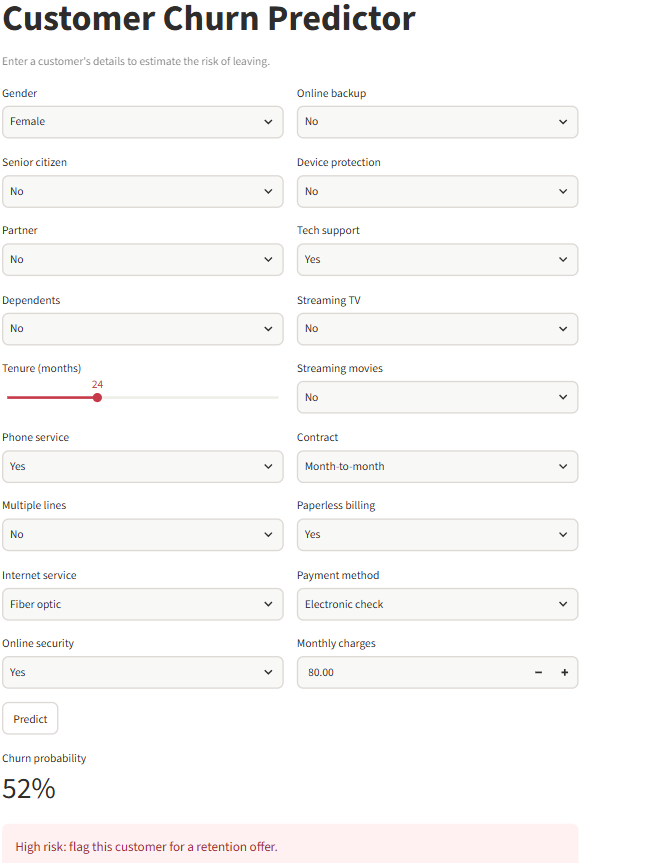 Customer Churn Predictor
Enter a customer's details to estimate the risk of leaving.
Gender
Female
Senior citizen
No
Partner
No
Dependents
No
Tenure (months)
24
Phone service
Yes
Multiple lines
No
Internet service
Fiber optic
Online security
Yes
Online backup
No
Device protection
No
Tech support
Yes
Streaming TV
No
Streaming movies
No
Contract
Month-to-month
Paperless billing
Yes
Payment method
Electronic check
Monthly charges
80.00
Predict
Churn probability
52%
High risk: flag this customer for a retention offer.